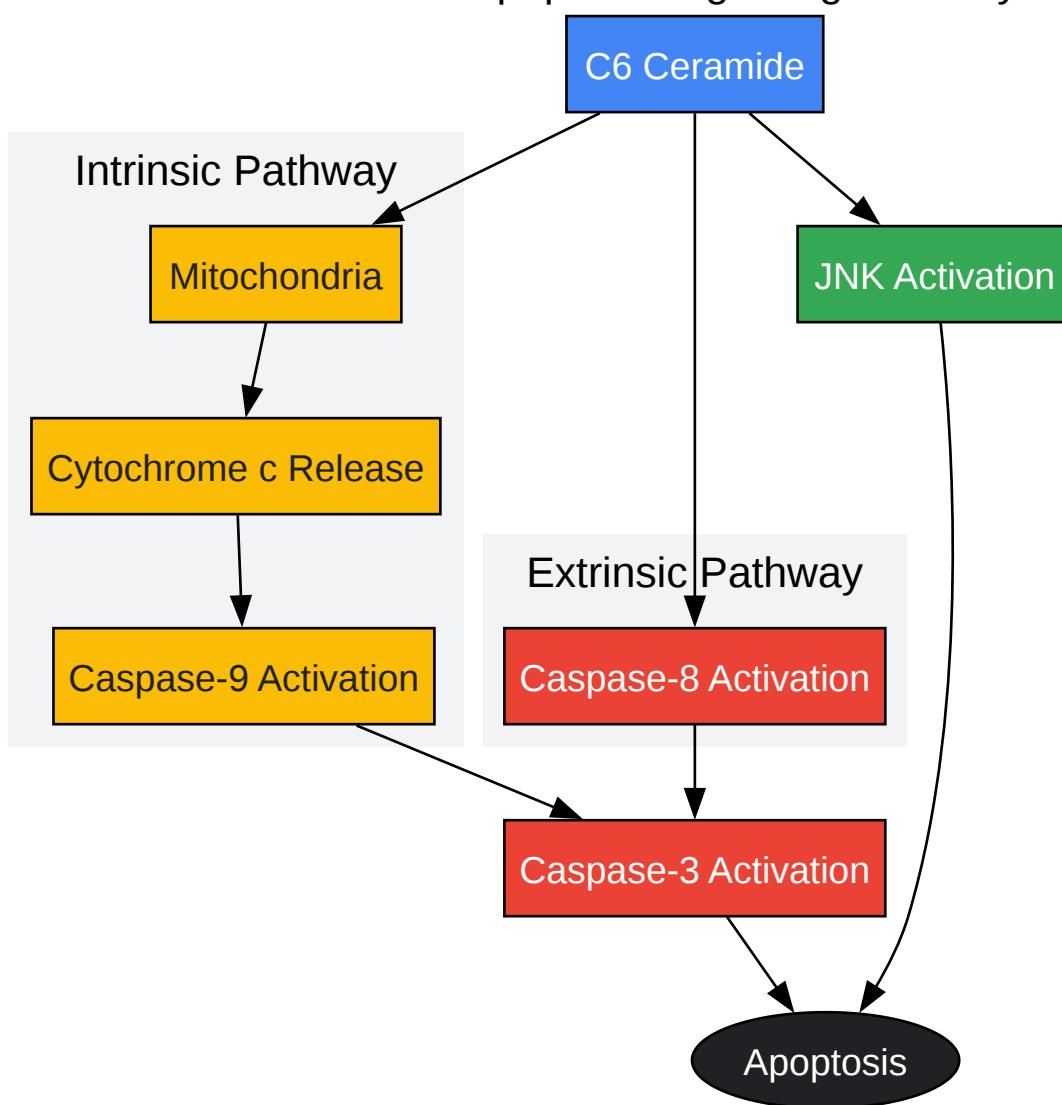 C6 Ceramide
Intrinsic Pathway
Mitochondria
JNK Activation
Cytochrome c Release
Extrinsic Pathway
Caspase-9 Activation
Caspase-8 Activation
Caspase-3 Activation
Apoptosis